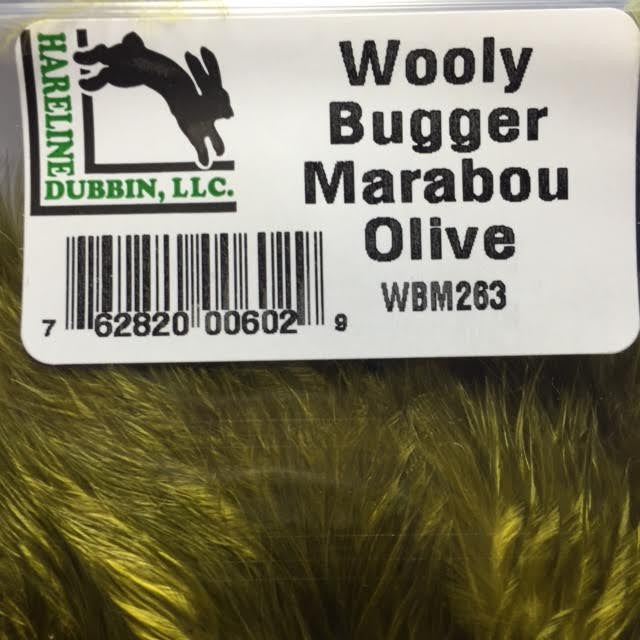 HARELINE
DUBBIN, LLC.
Wooly
Bugger
Marabou
Olive
WBM263
7 62820 00602 9